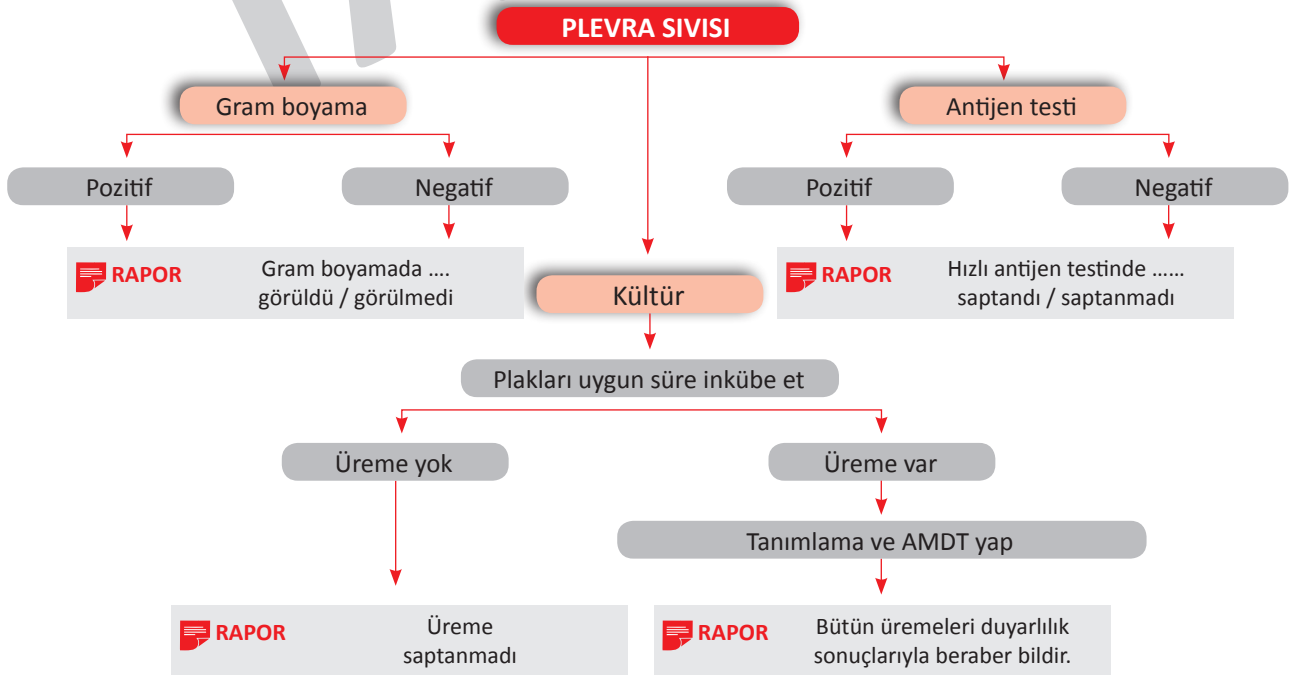 PLEVRA SIVISI
Gram boyama
Antijen testi
Pozitif
Negatif
Pozitif
Negatif
RAPOR
Gram boyamada ....
görüldü / görülmedi
RAPOR
Hızlı antijen testinde ......
saptandı / saptanmadı
Kültür
Plakları uygun süre inkübe et
Üreme yok
Üreme var
Tanımlama ve AMDT yap
RAPOR
Üreme
saptanmadı
RAPOR
Bütün üremeleri duyarlılık
sonuçlarıyla beraber bildir.